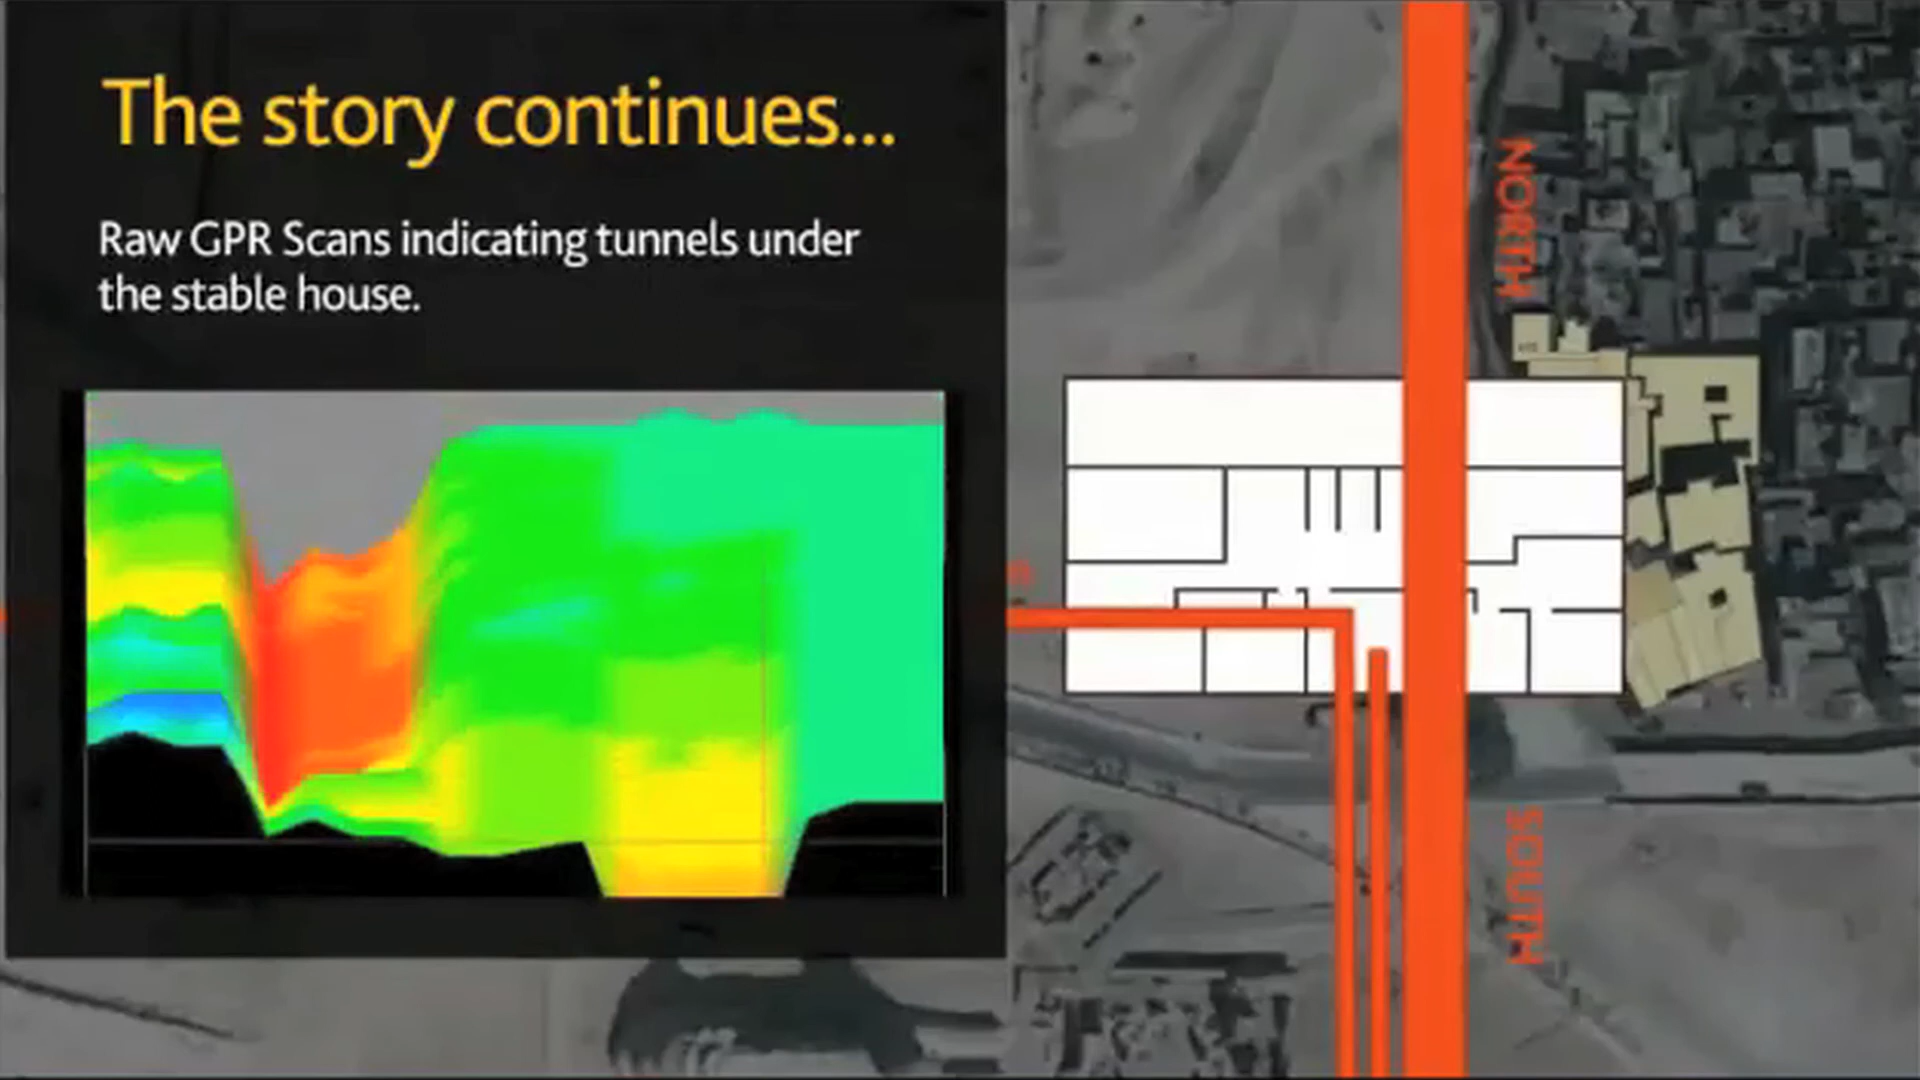 The story continues...
Raw GPR Scans indicating tunnels under
the stable house.
NORTH
SOUTH